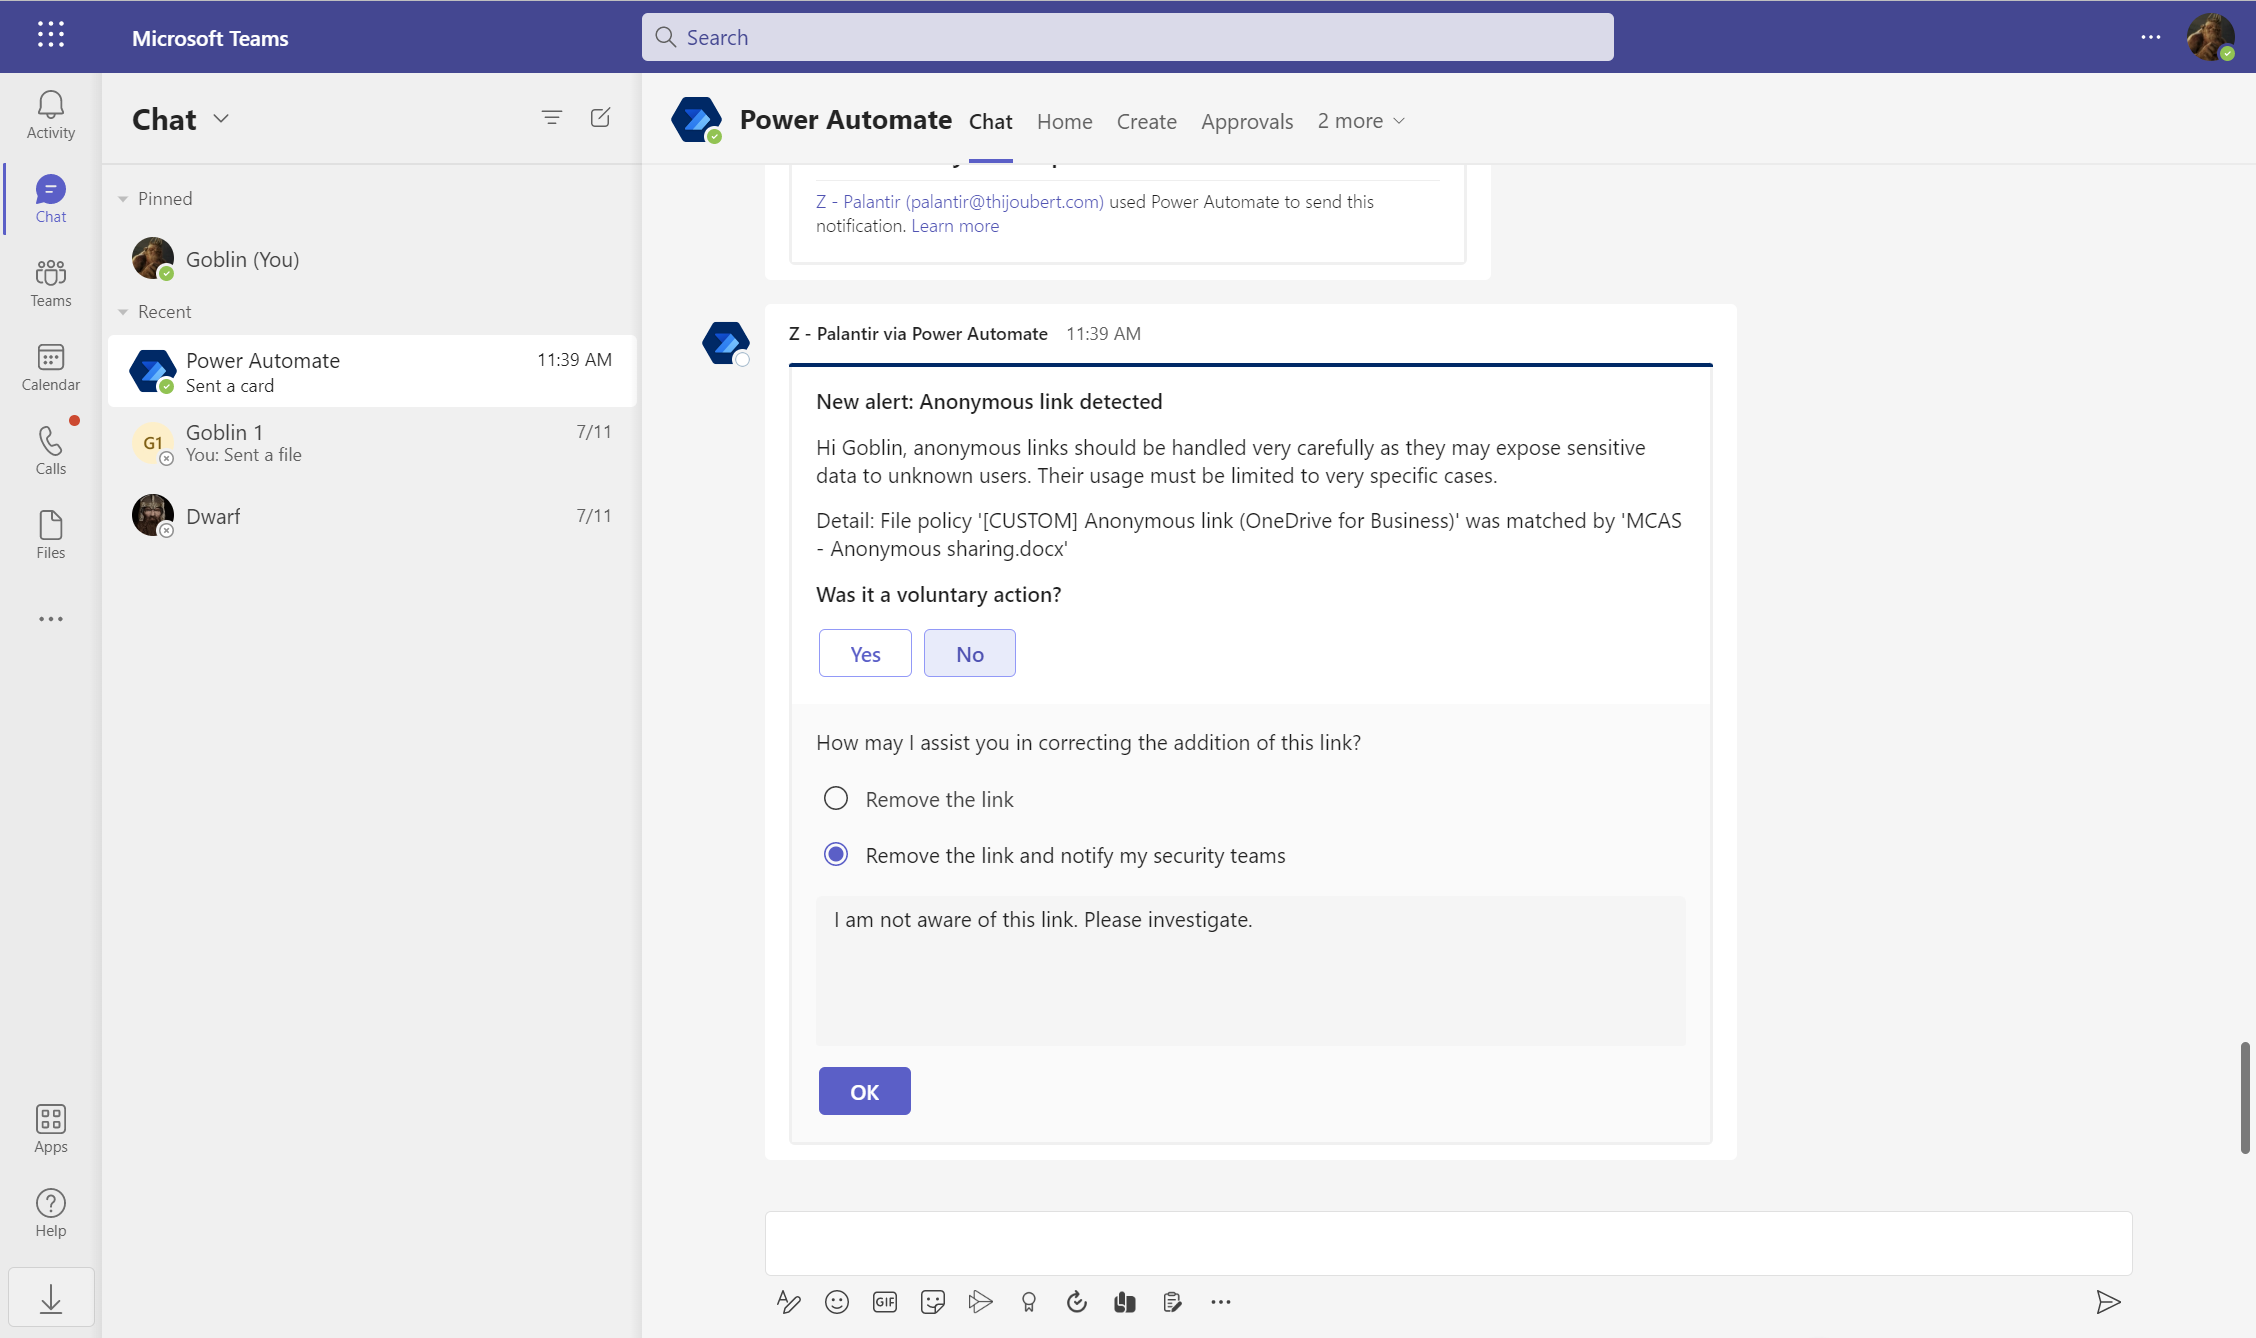 Microsoft Teams
Search
Activity
Chat
Teams
Calendar
Calls
Files
Apps
Help
Chat
Pinned
Goblin (You)
Recent
Power Automate 11:39 AM
Sent a card
G1
Goblin 1 7/11
You: Sent a file
Dwarf 7/11
Power Automate Chat Home Create Approvals 2 more
Z - Palantir (palantir@thijoubert.com) used Power Automate to send this
notification. Learn more
Z - Palantir via Power Automate 11:39 AM
New alert: Anonymous link detected
Hi Goblin, anonymous links should be handled very carefully as they may expose sensitive
data to unknown users. Their usage must be limited to very specific cases.
Detail: File policy '[CUSTOM] Anonymous link (OneDrive for Business)' was matched by 'MCAS
- Anonymous sharing.docx'
Was it a voluntary action?
Yes No
How may I assist you in correcting the addition of this link?
Remove the link
Remove the link and notify my security teams
I am not aware of this link. Please investigate.
OK
GIF